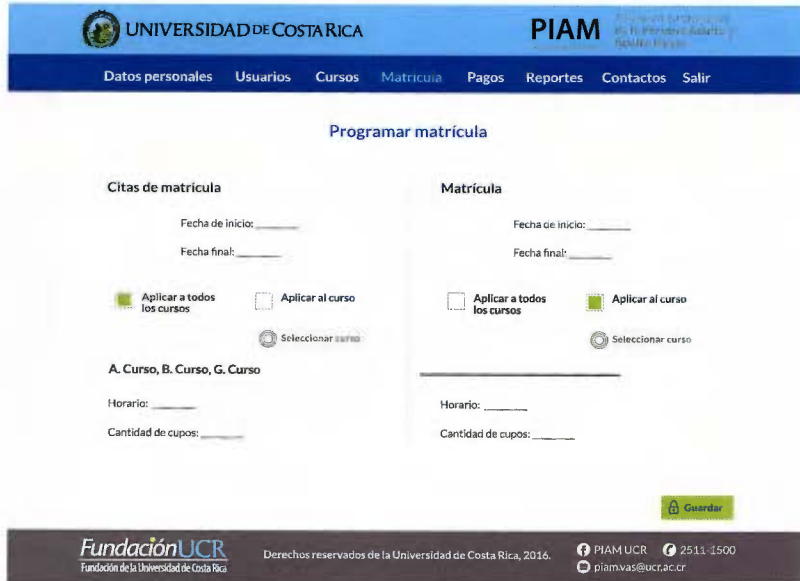 UNIVERSIDAD DE COSTA RICA
PIAM
Datos personales Usuarios Cursos Matrícula Pagos Reportes Contactos Salir
Programar matrícula
Citas de matrícula
Fecha de inicio:
Fecha final:
Aplicar a todos
los cursos
Aplicar al curso
Seleccionar curso
A. Curso, B. Curso, G. Curso
Horario:
Cantidad de cupos:
Matrícula
Fecha de inicio:
Fecha final:
Aplicar a todos
los cursos
Aplicar al curso
Seleccionar curso
Horario:
Cantidad de cupos:
Guardar
FundaciónUCR
Fundación de la Universidad de Costa Rica
Derechos reservados de la Universidad de Costa Rica, 2016.
PIAM UCR 2511-1500
piam.vas@ucr.ac.cr